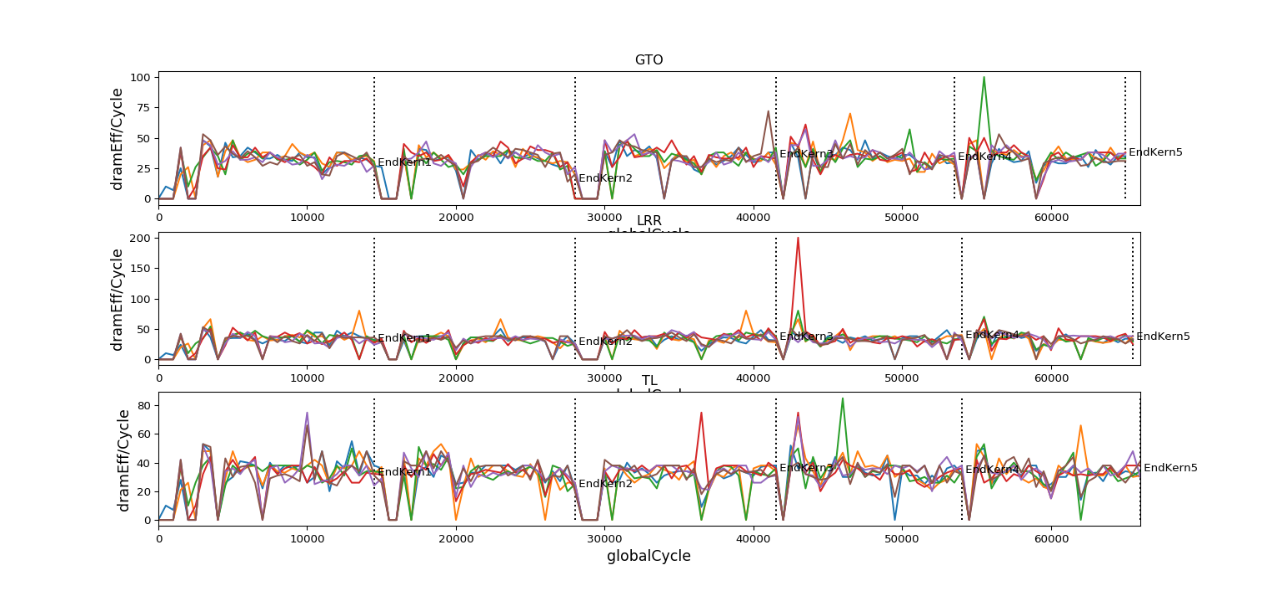 GTO
dramEff/Cycle
100
75
50
25
0
EndKern1
EndKern2
EndKern3
EndKern4
EndKern5
0 10000 20000 30000 40000 50000 60000
LRR
dramEff/Cycle
200
150
100
50
0
EndKern1
EndKern2
EndKern3
EndKern4
EndKern5
0 10000 20000 30000 40000 50000 60000
TL
dramEff/Cycle
80
60
40
20
0
EndKern1
EndKern2
EndKern3
EndKern4
EndKern5
0 10000 20000 30000 40000 50000 60000
globalCycle